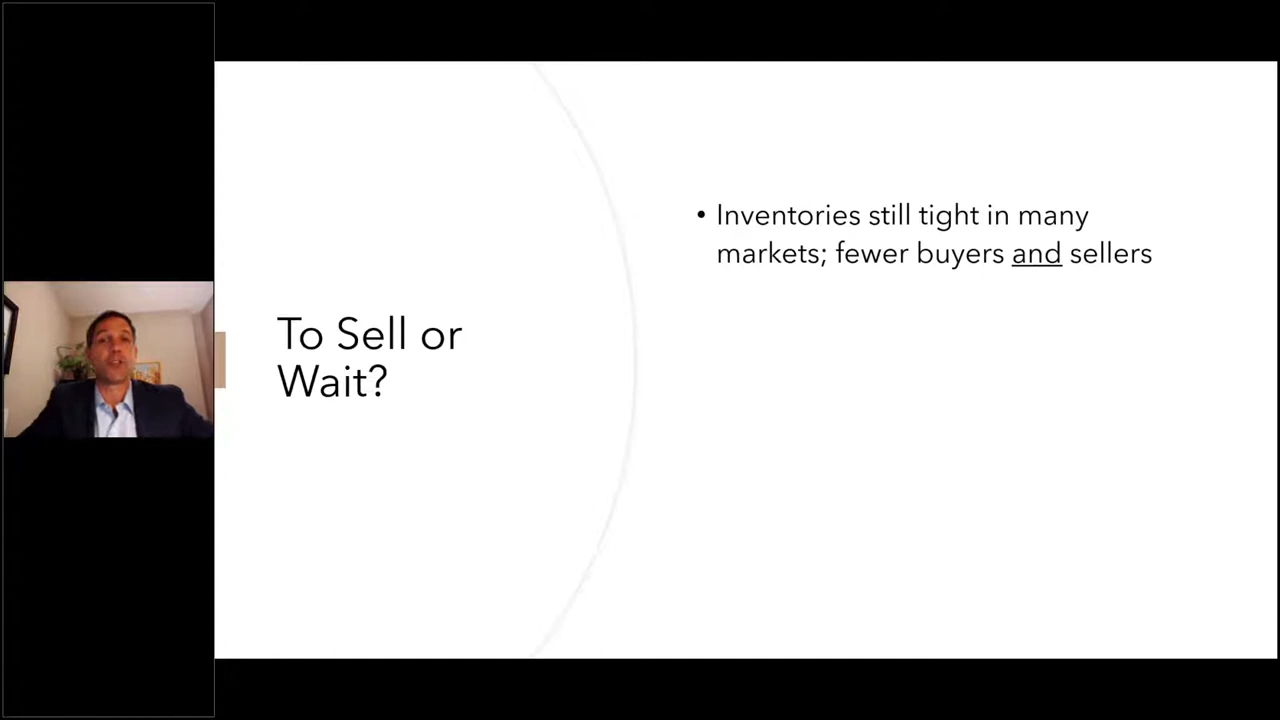 To Sell or
Wait?
• Inventories still tight in many
markets; fewer buyers and sellers